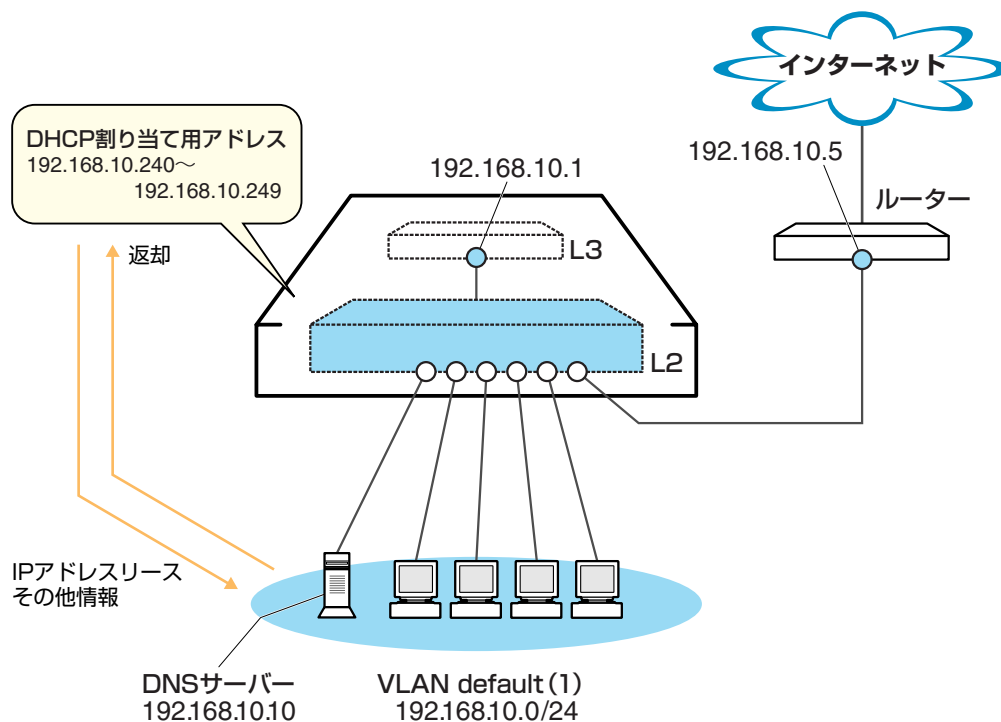 インターネット
DHCP割り当て用アドレス
192.168.10.240〜
192.168.10.249
192.168.10.1
192.168.10.5
ルーター
返却
L3
L2
IPアドレスリース
その他情報
DNSサーバー
192.168.10.10
VLAN default(1)
192.168.10.0/24